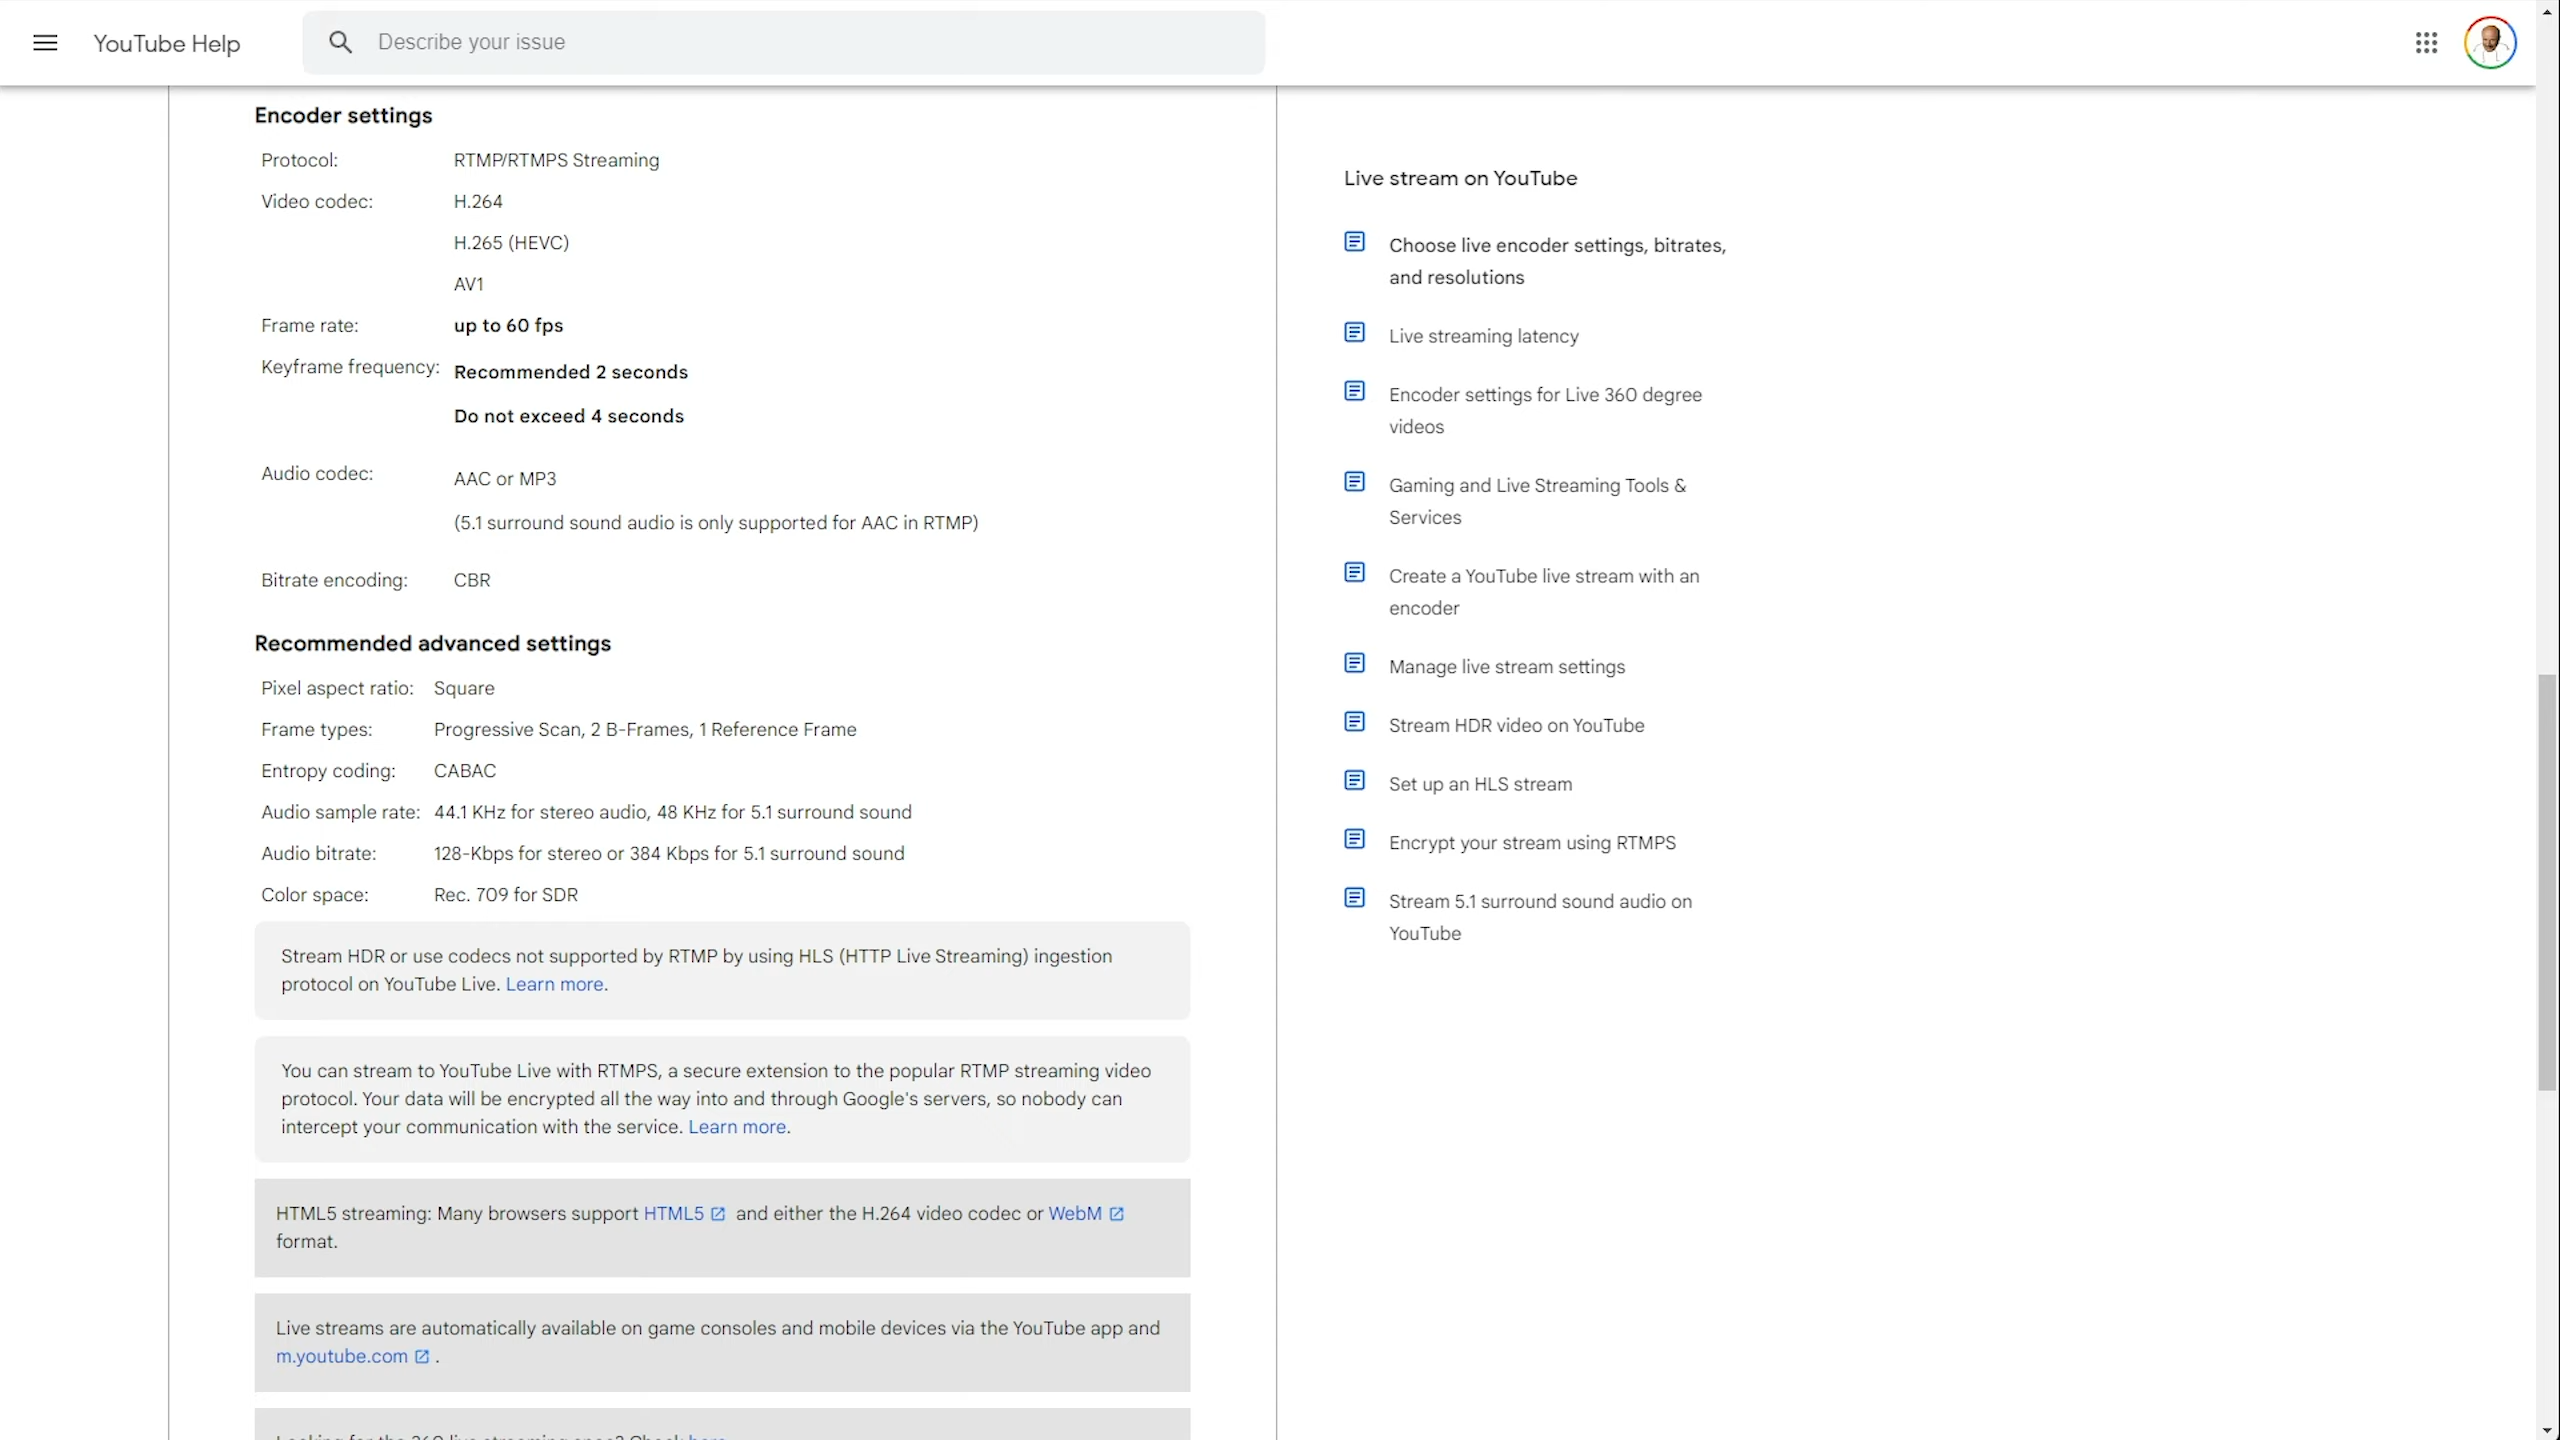 YouTube Help
Describe your issue
Encoder settings
Protocol: RTMP/RTMPS Streaming
Video codec: H.264
H.265 (HEVC)
AV1
Frame rate: up to 60 fps
Keyframe frequency: Recommended 2 seconds
Do not exceed 4 seconds
Audio codec: AAC or MP3
(5.1 surround sound audio is only supported for AAC in RTMP)
Bitrate encoding: CBR
Recommended advanced settings
Pixel aspect ratio: Square
Frame types: Progressive Scan, 2 B-Frames, 1 Reference Frame
Entropy coding: CABAC
Audio sample rate: 44.1 KHz for stereo audio, 48 KHz for 5.1 surround sound
Audio bitrate: 128-Kbps for stereo or 384 Kbps for 5.1 surround sound
Color space: Rec. 709 for SDR
Stream HDR or use codecs not supported by RTMP by using HLS (HTTP Live Streaming) ingestion
protocol on YouTube Live. Learn more.
You can stream to YouTube Live with RTMPS, a secure extension to the popular RTMP streaming video
protocol. Your data will be encrypted all the way into and through Google's servers, so nobody can
intercept your communication with the service. Learn more.
HTML5 streaming: Many browsers support HTML5 and either the H.264 video codec or WebM
format.
Live streams are automatically available on game consoles and mobile devices via the YouTube app and
m.youtube.com .
Looking for the 360 live streaming specs? Check here
Live stream on YouTube
Choose live encoder settings, bitrates,
and resolutions
Live streaming latency
Encoder settings for Live 360 degree
videos
Gaming and Live Streaming Tools &
Services
Create a YouTube live stream with an
encoder
Manage live stream settings
Stream HDR video on YouTube
Set up an HLS stream
Encrypt your stream using RTMPS
Stream 5.1 surround sound audio on
YouTube